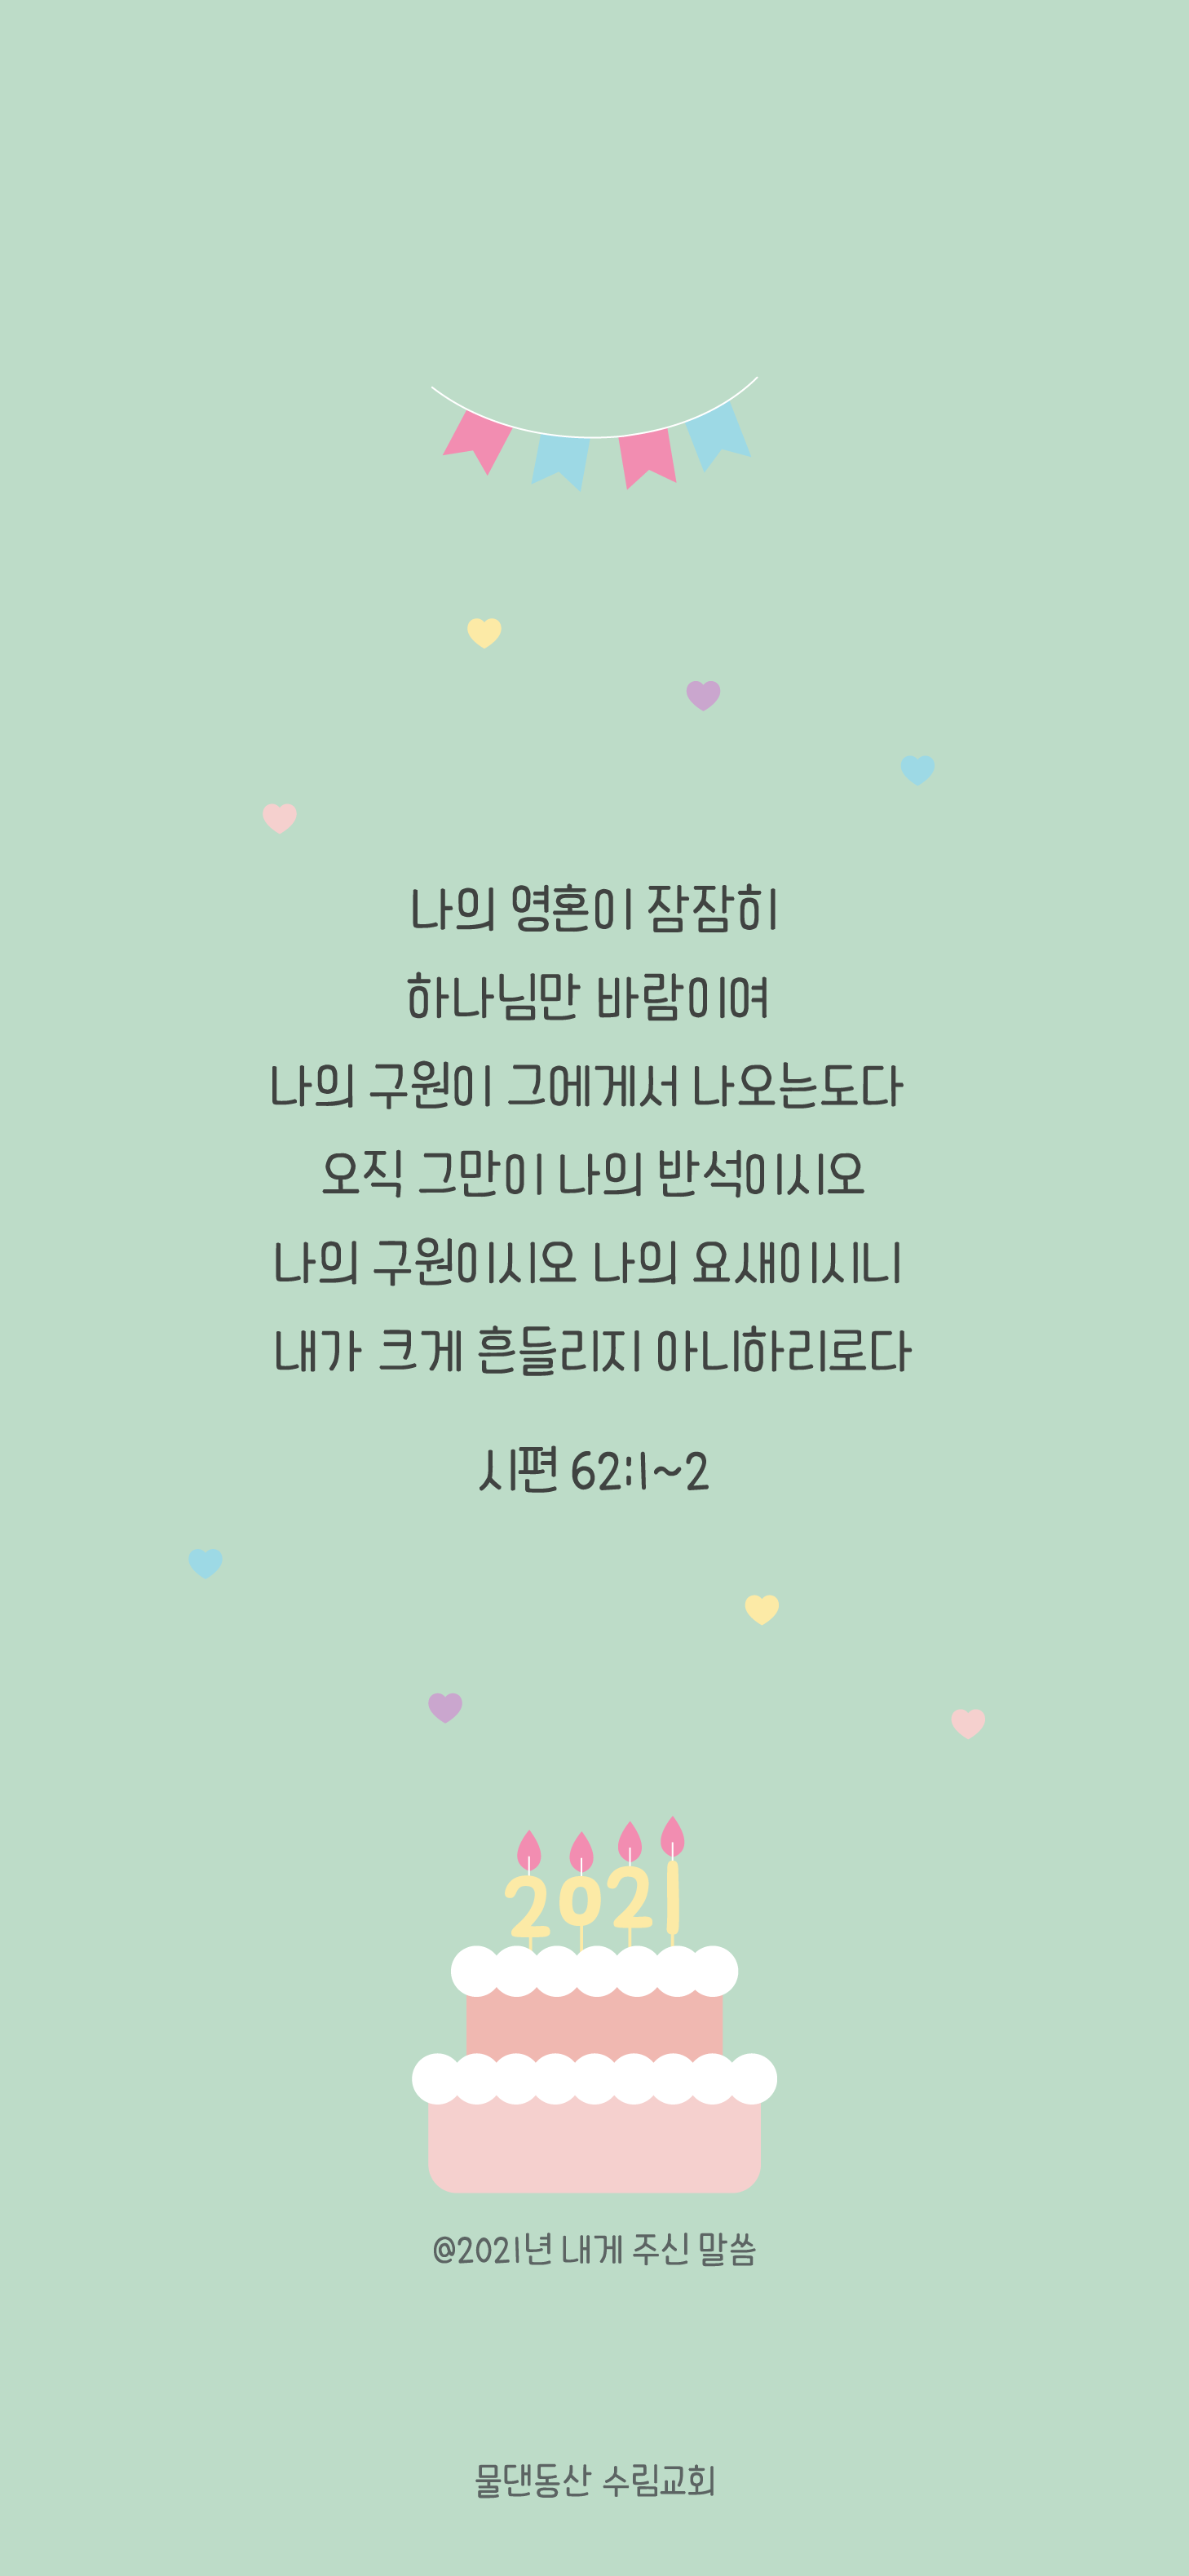 나의 영혼이 잠잠히
하나님만 바람이여
나의 구원이 그에게서 나오는도다
오직 그만이 나의 반석이시오
나의 구원이시오 나의 요새이시니
내가 크게 흔들리지 아니하리로다
시편 62:1~2
2021
@2021년 내게 주신 말씀
물댄동산 수림교회